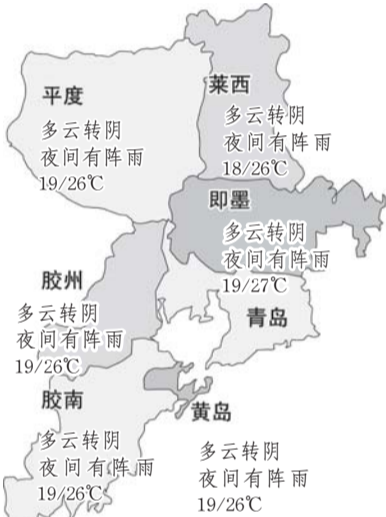 平度
多云转阴
夜间有阵雨
19/26℃
莱西
多云转阴
夜间有阵雨
18/26℃
即墨
多云转阴
夜间有阵雨
19/27℃
胶州
多云转阴
夜间有阵雨
19/26℃
青岛
胶南
多云转阴
夜间有阵雨
19/26℃
黄岛
多云转阴
夜间有阵雨
19/26℃